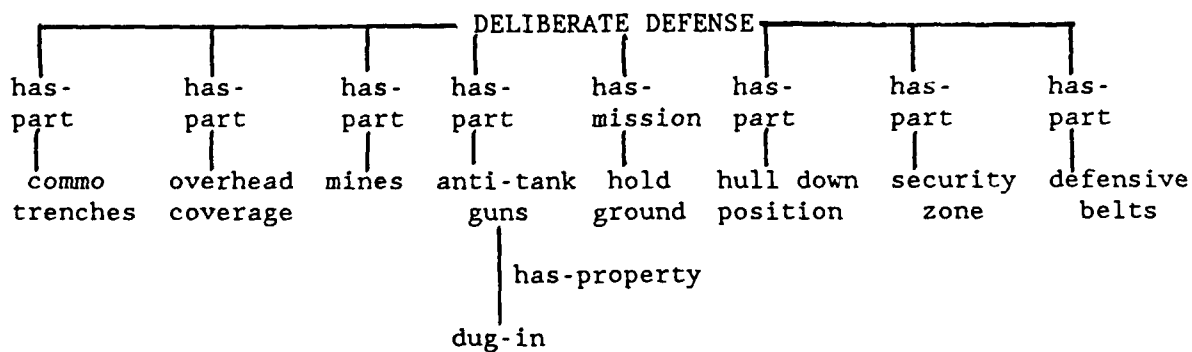 DELIBERATE DEFENSE
has- has- has- has- has- has- has- has-
part part part part mission part part part
commo overhead mines anti-tank hold hull down security defensive
trenches coverage guns ground position zone belts
has-property
dug-in